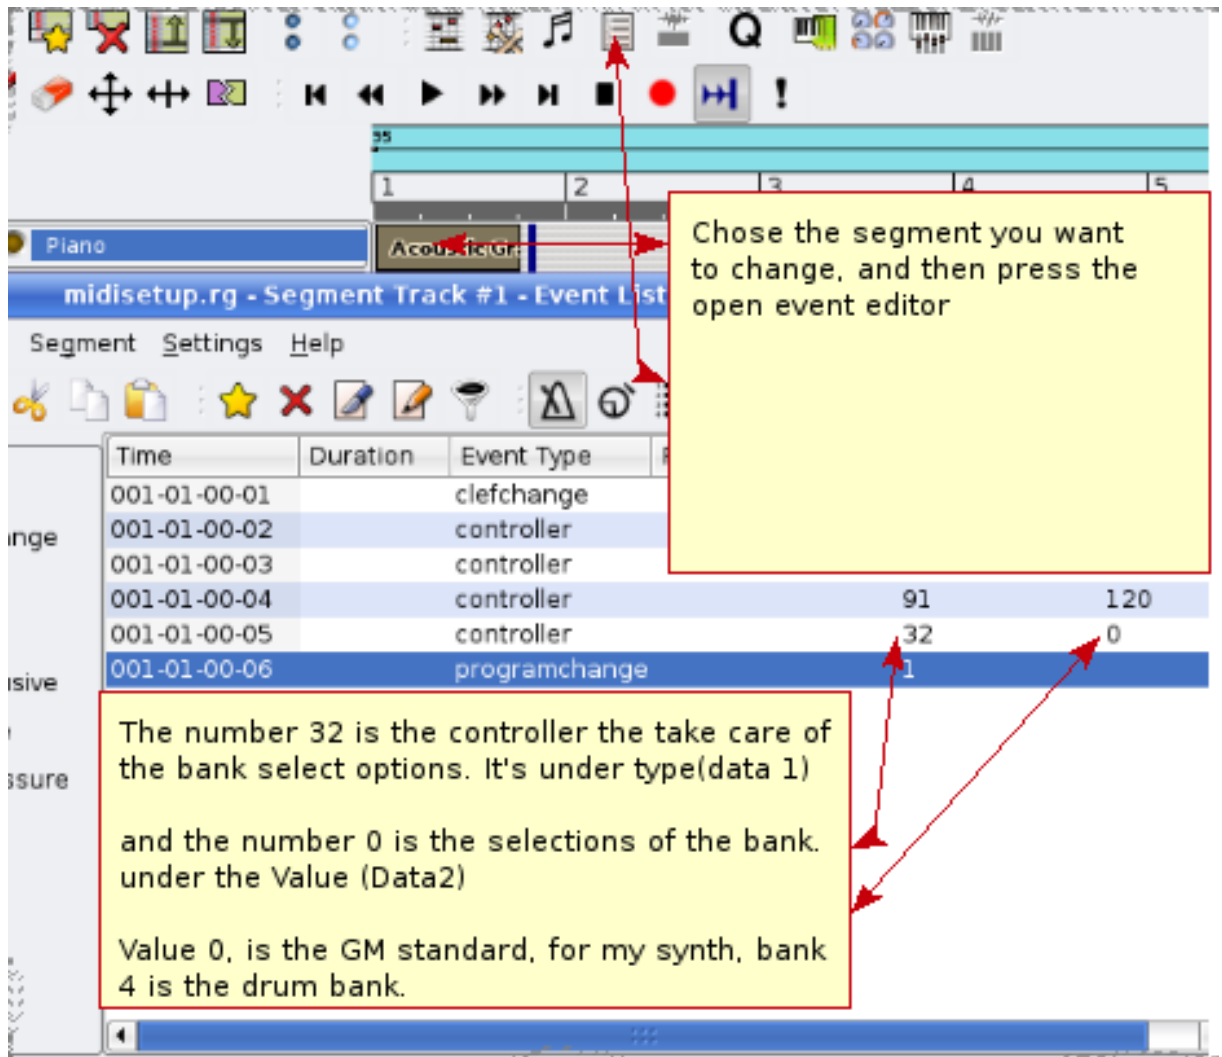 Q
!
1 2 3 4 5
Piano
Chose the segment you want
to change, and then press the
open event editor
midisetup.rg - Segment Track #1 - Event List
Segment Settings Help
Time Duration Event Type
001-01-00-01 clefchange
001-01-00-02 controller
001-01-00-03 controller
001-01-00-04 controller 91 120
001-01-00-05 controller 32 0
001-01-00-06 programchange 1
The number 32 is the controller the take care of
the bank select options. It's under type(data 1)
and the number 0 is the selections of the bank.
under the Value (Data2)
Value 0, is the GM standard, for my synth, bank
4 is the drum bank.